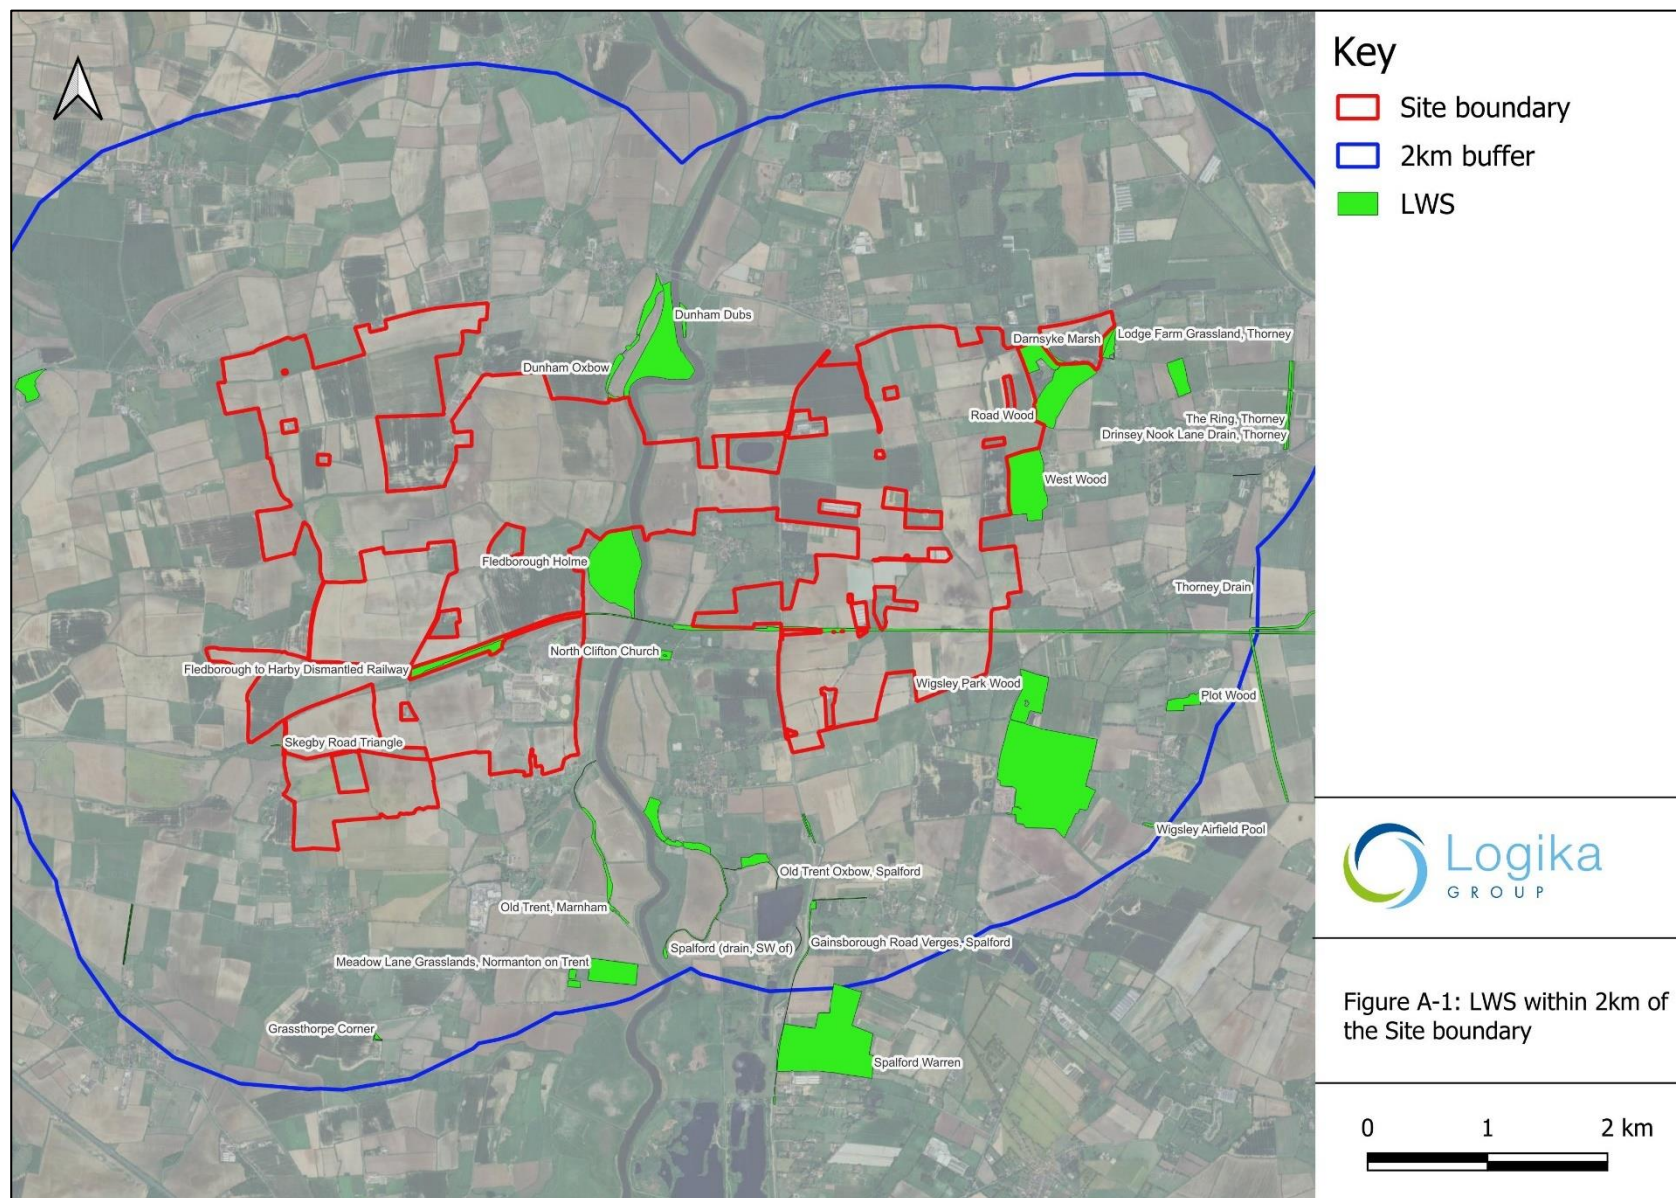 Key
Site boundary
2km buffer
LWS
Dunham Dubs
Darnsyke Marsh
Lodge Farm Grassland, Thorney
Dunham Oxbow
Road Wood
The Ring, Thorney
Drinsey Nook Lane Drain, Thorney
West Wood
Fledborough Holme
Thorney Drain
North Clifton Church
Fledborough to Harby Dismantled Railway
Wigsley Park Wood
Plot Wood
Skegby Road Triangle
Wigsley Airfield Pool
Old Trent Oxbow, Spalford
Old Trent, Marnham
Spalford (drain, SW of)
Gainsborough Road Verges, Spalford
Meadow Lane Grasslands, Normanton on Trent
Grassthorpe Corner
Spalford Warren
Logika
GROUP
Figure A-1: LWS within 2km of
the Site boundary
0 1 2 km